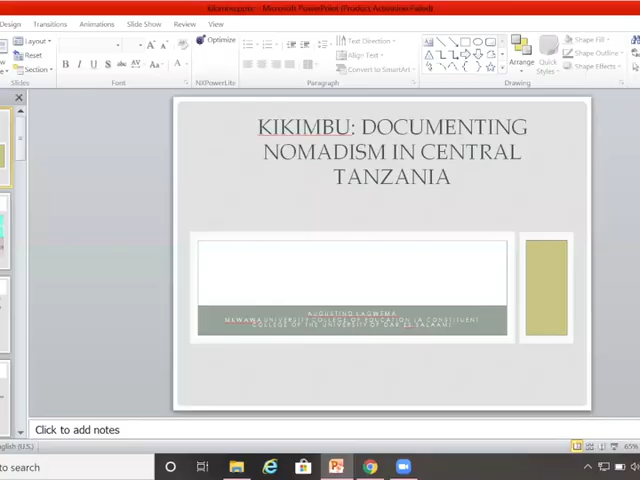 Kikimbu.pptx - Microsoft PowerPoint (Product Activation Failed)
Design Transitions Animations Slide Show Review View
Layout
Reset
Section
Slides
Font
Optimize
NXPowerLite
Paragraph
Text Direction
Align Text
Convert to SmartArt
Arrange
Quick
Styles
Drawing
Shape Fill
Shape Outline
Shape Effects
KIKIMBU: DOCUMENTING
NOMADISM IN CENTRAL
TANZANIA
AUGUSTINO LAGWEMA
MKWAWA UNIVERSITY COLLEGE OF EDUCATION (A CONSTITUENT
COLLEGE OF THE UNIVERSITY OF DAR ES SALAAM)
Click to add notes
English (U.S.)
65%
to search